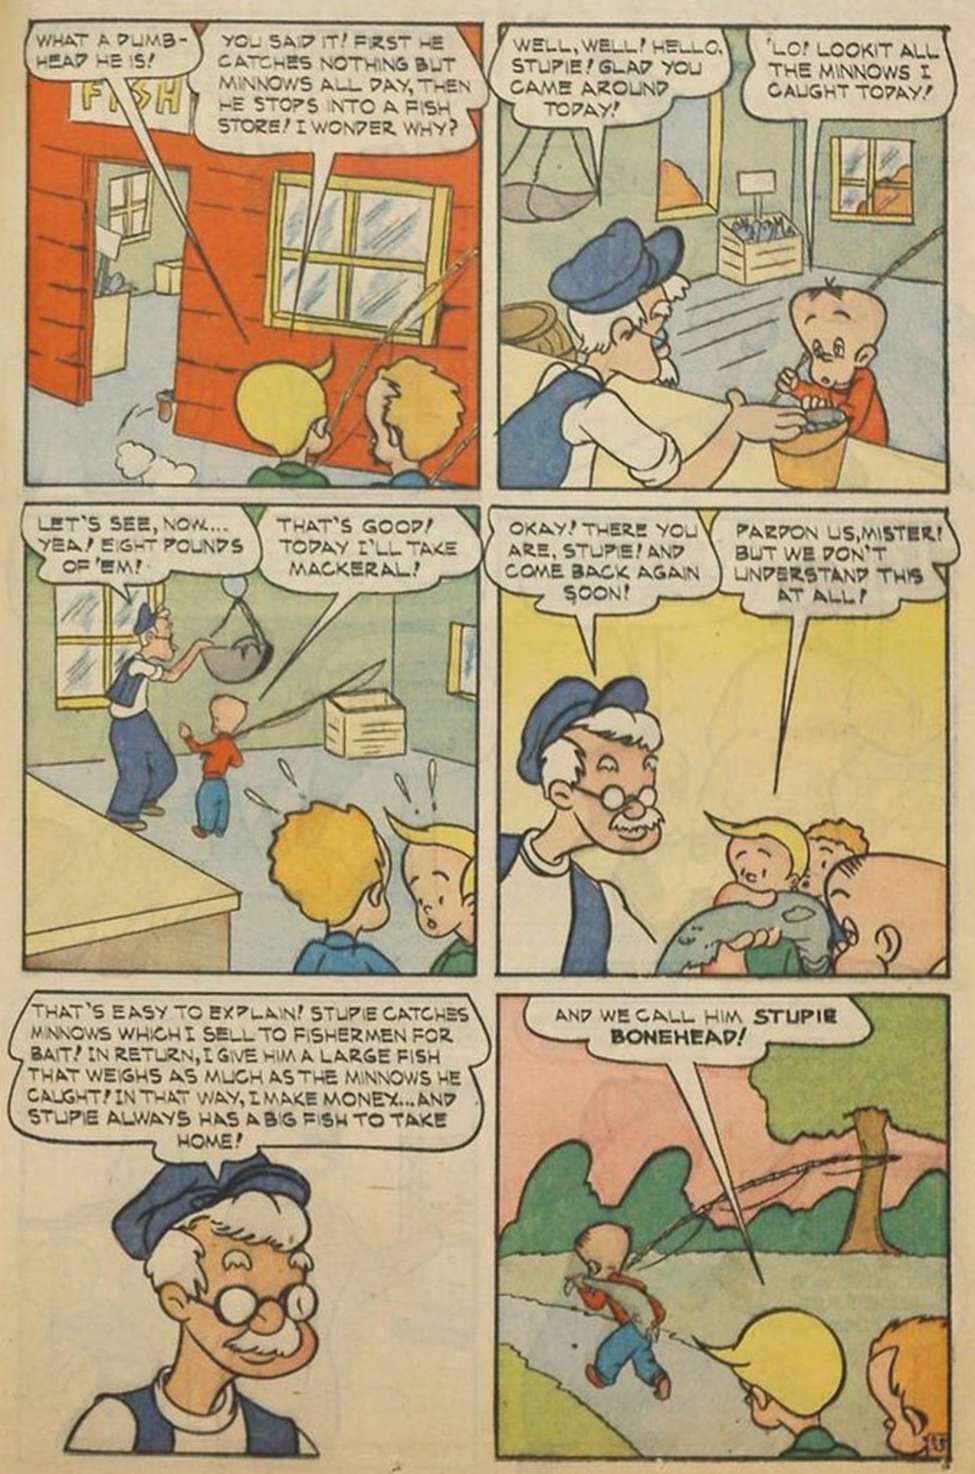 WHAT A DUMB-
HEAD HE IS!
YOU SAID IT! FIRST HE
CATCHES NOTHING BUT
MINNOWS ALL DAY, THEN
HE STOPS INTO A FISH
STORE! I WONDER WHY?
FISH
WELL, WELL! HELLO,
STUPIE! GLAD YOU
CAME AROUND
TODAY!
'LO! LOOKIT ALL
THE MINNOWS I
CAUGHT TODAY!
LET'S SEE, NOW...
YEA! EIGHT POUNDS
OF 'EM!
THAT'S GOOD!
TODAY I'LL TAKE
MACKERAL!
OKAY! THERE YOU
ARE, STUPIE! AND
COME BACK AGAIN
SOON!
PARDON US, MISTER!
BUT WE DON'T
UNDERSTAND THIS
AT ALL!
THAT'S EASY TO EXPLAIN! STUPIE CATCHES
MINNOWS WHICH I SELL TO FISHERMEN FOR
BAIT! IN RETURN, I GIVE HIM A LARGE FISH
THAT WEIGHS AS MUCH AS THE MINNOWS HE
CAUGHT! IN THAT WAY, I MAKE MONEY...AND
STUPIE ALWAYS HAS A BIG FISH TO TAKE
HOME!
AND WE CALL HIM STUPIE
BONEHEAD!